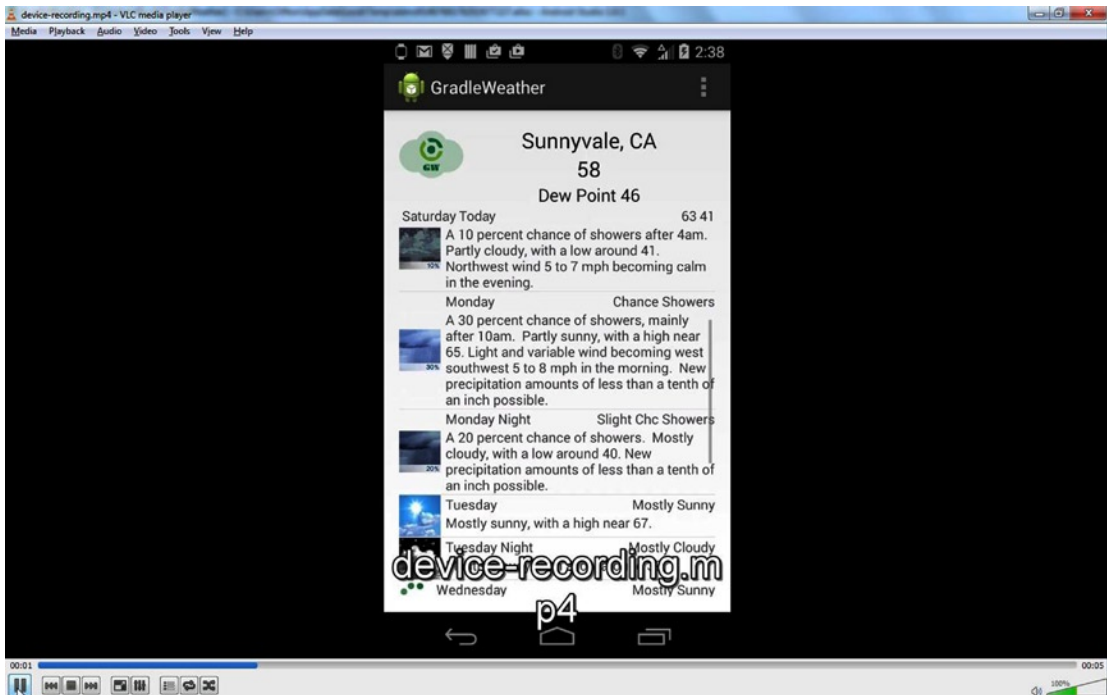 device-recording.mp4 - VLC media player
Media Playback Audio Video Tools View Help
2:38
GradleWeather
GW
Sunnyvale, CA
58
Dew Point 46
Saturday Today 63 41
A 10 percent chance of showers after 4am.
Partly cloudy, with a low around 41.
Northwest wind 5 to 7 mph becoming calm
in the evening.
10%
Monday Chance Showers
A 30 percent chance of showers, mainly
after 10am. Partly sunny, with a high near
65. Light and variable wind becoming west
southwest 5 to 8 mph in the morning. New
precipitation amounts of less than a tenth of
an inch possible.
30%
Monday Night Slight Chc Showers
A 20 percent chance of showers. Mostly
cloudy, with a low around 40. New
precipitation amounts of less than a tenth of
an inch possible.
20%
Tuesday Mostly Sunny
Mostly sunny, with a high near 67.
Tuesday Night Mostly Cloudy
device-recording.m
p4
Wednesday Mostly Sunny
00:01 00:05
100%